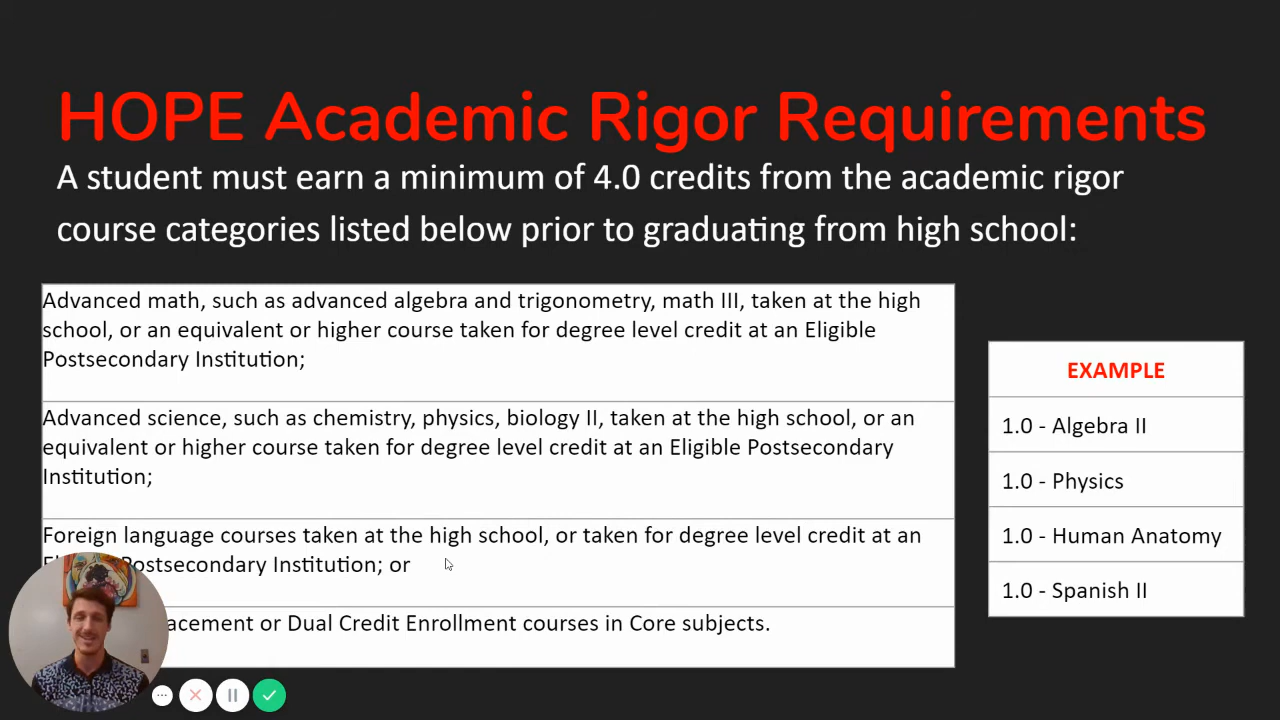 HOPE Academic Rigor Requirements
A student must earn a minimum of 4.0 credits from the academic rigor
course categories listed below prior to graduating from high school:
Advanced math, such as advanced algebra and trigonometry, math III, taken at the high
school, or an equivalent or higher course taken for degree level credit at an Eligible
Postsecondary Institution;
Advanced science, such as chemistry, physics, biology II, taken at the high school, or an
equivalent or higher course taken for degree level credit at an Eligible Postsecondary
Institution;
Foreign language courses taken at the high school, or taken for degree level credit at an
Postsecondary Institution; or
acement or Dual Credit Enrollment courses in Core subjects.
EXAMPLE
1.0 - Algebra II
1.0 - Physics
1.0 - Human Anatomy
1.0 - Spanish II